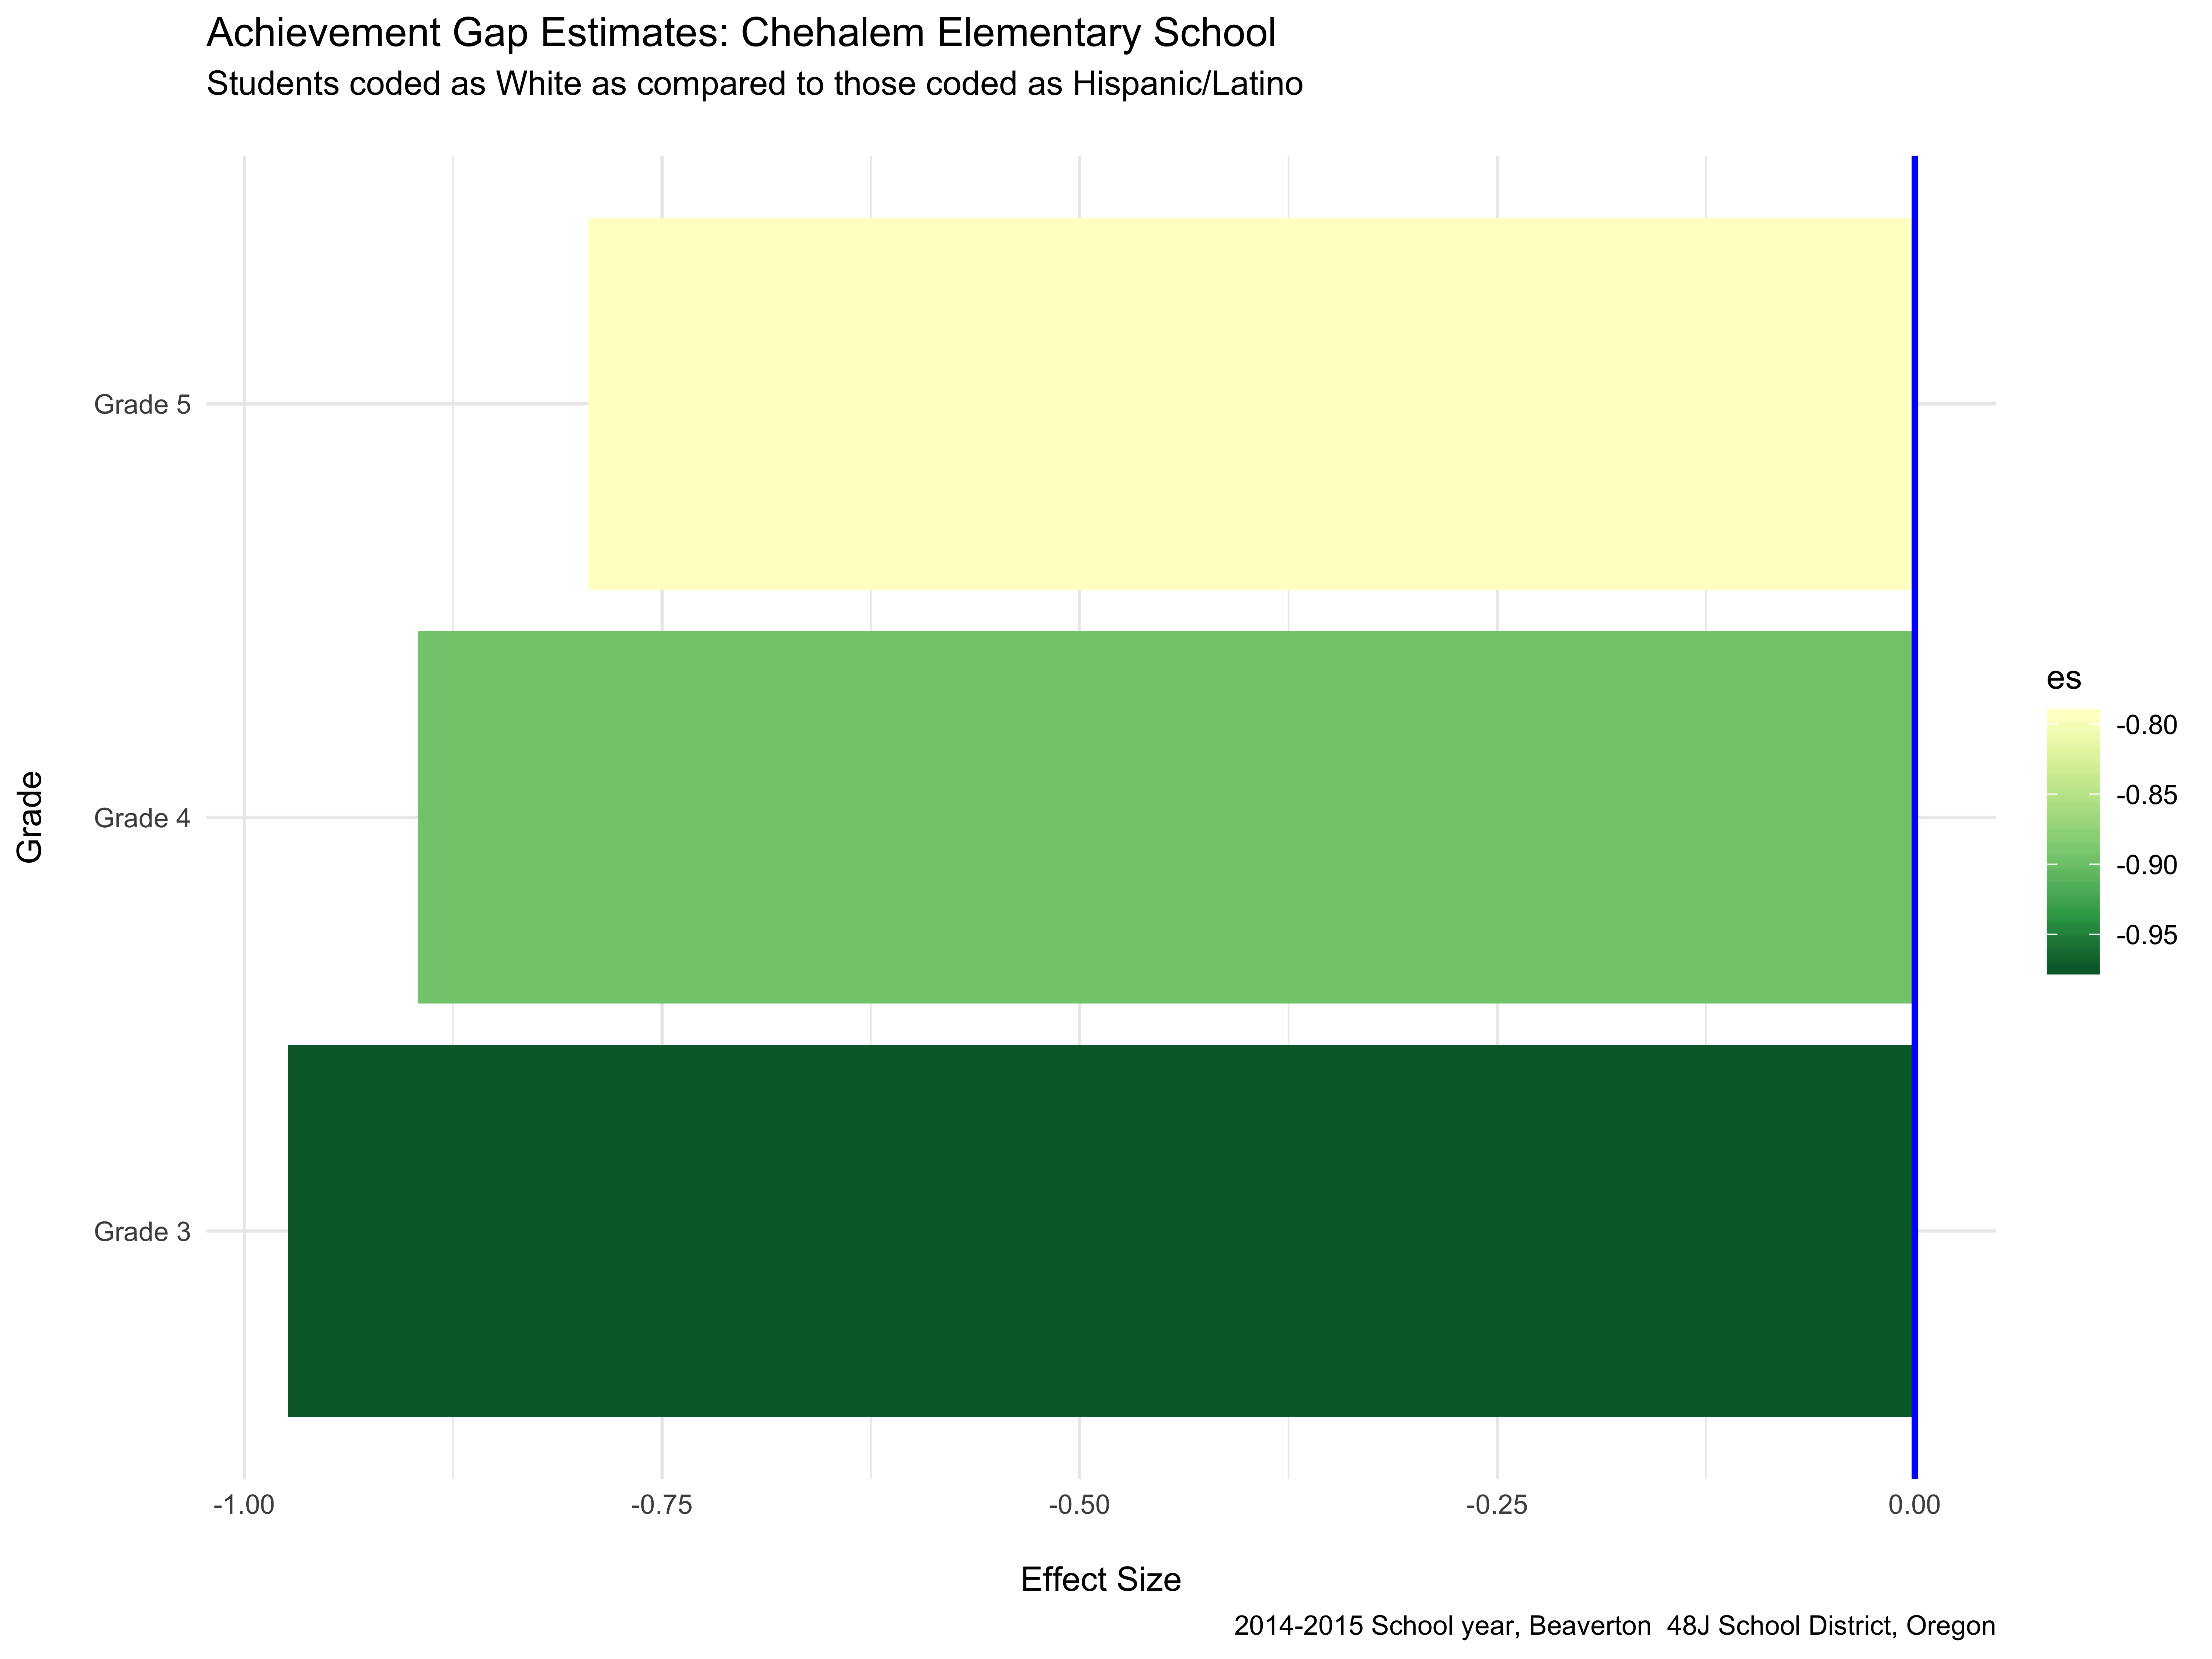 Achievement Gap Estimates: Chehalem Elementary School
Students coded as White as compared to those coded as Hispanic/Latino
Grade
Grade 5
Grade 4
Grade 3
-1.00
-0.75
-0.50
-0.25
0.00
Effect Size
es
-0.80
-0.85
-0.90
-0.95
2014-2015 School year, Beaverton  48J School District, Oregon